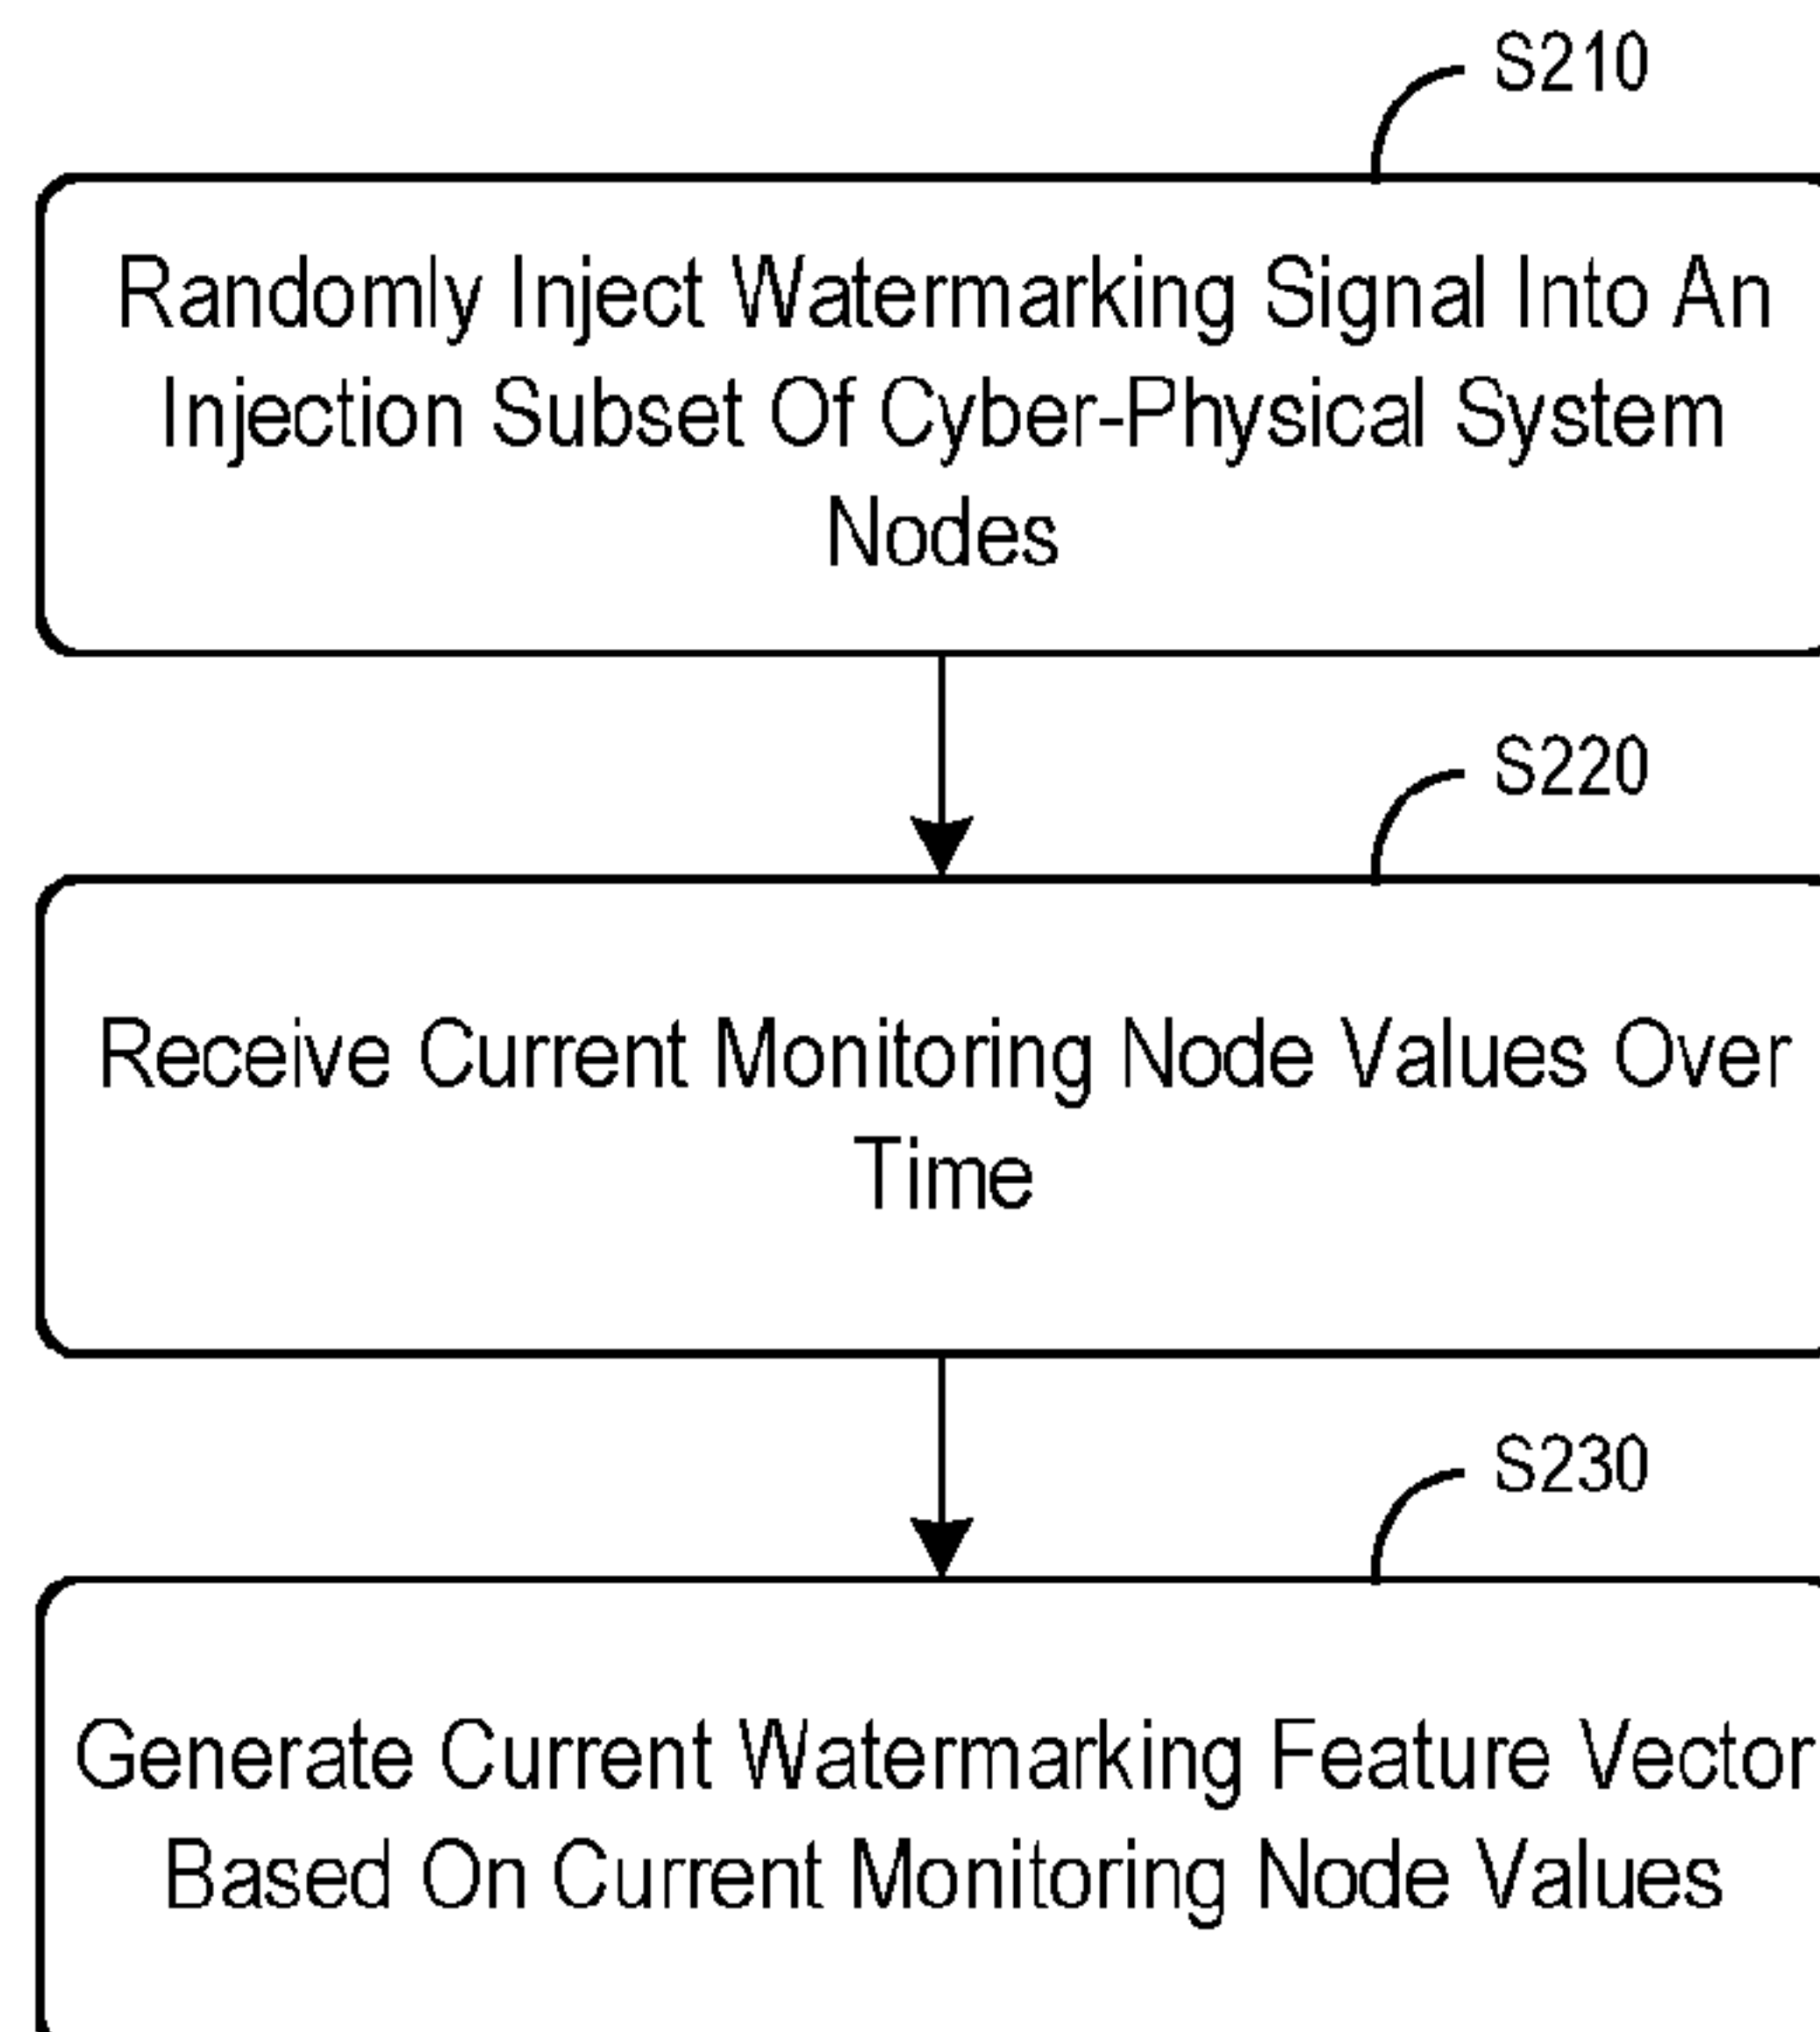 S210
Randomly Inject Watermarking Signal Into An
Injection Subset Of Cyber-Physical System
Nodes
S220
Receive Current Monitoring Node Values Over
Time
S230
Generate Current Watermarking Feature Vector
Based On Current Monitoring Node Values